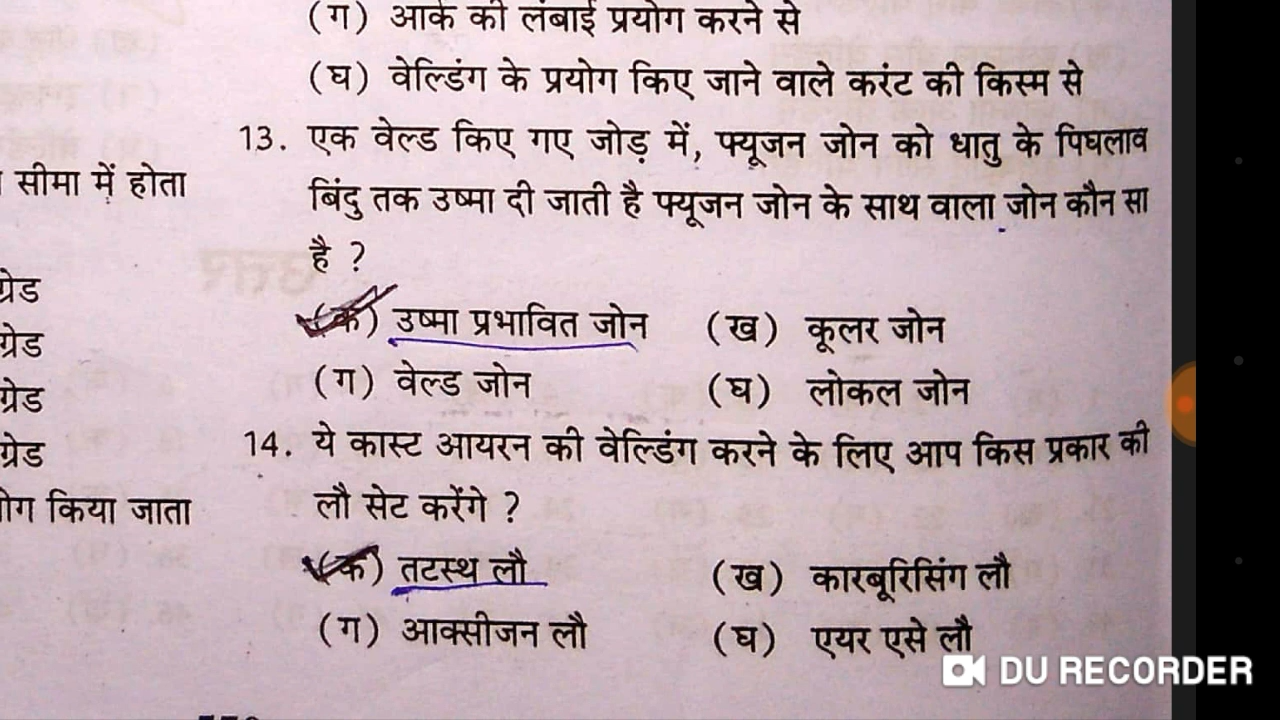 (ग) आर्क की लंबाई प्रयोग करने से
(घ) वेल्डिंग के प्रयोग किए जाने वाले करंट की किस्म से
13. एक वेल्ड किए गए जोड़ में, फ्यूजन जोन को धातु के पिघलाव
बिंदु तक उष्मा दी जाती है फ्यूजन जोन के साथ वाला जोन कौन सा
है ?
(क) उष्मा प्रभावित जोन (ख) कूलर जोन
(ग) वेल्ड जोन (घ) लोकल जोन
14. ये कास्ट आयरन की वेल्डिंग करने के लिए आप किस प्रकार की
लौ सेट करेंगे ?
(क) तटस्थ लौ (ख) कारबूरिसिंग लौ
(ग) आक्सीजन लौ (घ) एयर एसे लौ
सीमा में होता
ग्रेड
ग्रेड
ग्रेड
ग्रेड
किया जाता
DU RECORDER